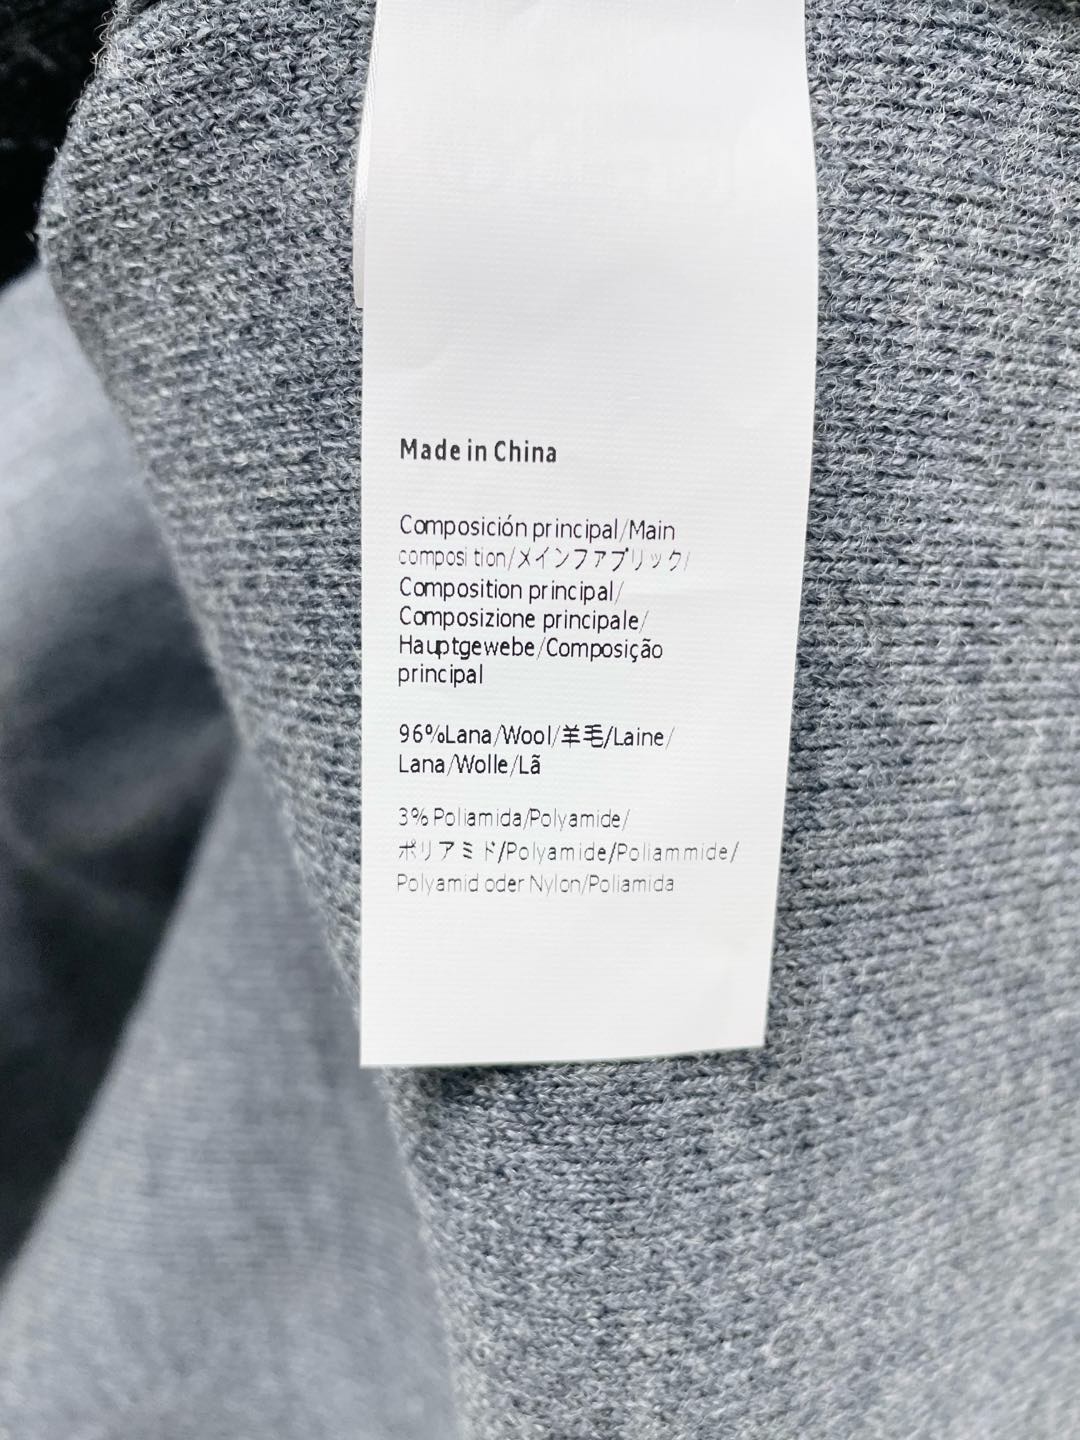 Made in China
Composición principal/Main
composition/メインファブリック/
Composition principal/
Composizione principale/
Hauptgewebe/Composição
principal
96%Lana/Wool/羊毛/Laine/
Lana/Wolle/Lã
3% Poliamida/Polyamide/
ポリアミド/Polyamide/Poliammide/
Polyamid oder Nylon/Poliamida